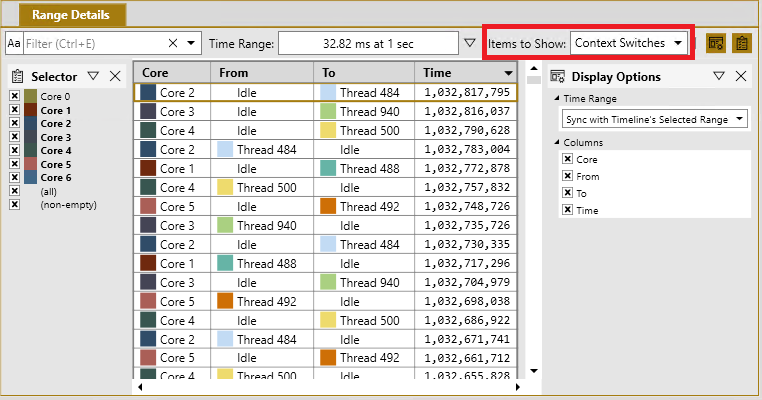 Range Details
Aa Filter (Ctrl+E) Time Range: 32.82 ms at 1 sec Items to Show: Context Switches
Selector
Core 0
Core 1
Core 2
Core 3
Core 4
Core 5
Core 6
(all)
(non-empty)
Core From To Time
Core 2 Idle Thread 484 1,032,817,795
Core 3 Idle Thread 940 1,032,816,037
Core 4 Idle Thread 500 1,032,790,628
Core 2 Thread 484 Idle 1,032,783,004
Core 1 Idle Thread 488 1,032,772,878
Core 4 Thread 500 Idle 1,032,757,832
Core 5 Idle Thread 492 1,032,748,726
Core 3 Thread 940 Idle 1,032,735,726
Core 2 Idle Thread 484 1,032,730,335
Core 1 Thread 488 Idle 1,032,717,296
Core 3 Idle Thread 940 1,032,704,979
Core 5 Thread 492 Idle 1,032,698,038
Core 4 Idle Thread 500 1,032,686,922
Core 2 Thread 484 Idle 1,032,671,741
Core 5 Idle Thread 492 1,032,661,712
Core 4 Thread 500 Idle 1,032,655,828
Display Options
Time Range
Sync with Timeline's Selected Range
Columns
Core
From
To
Time